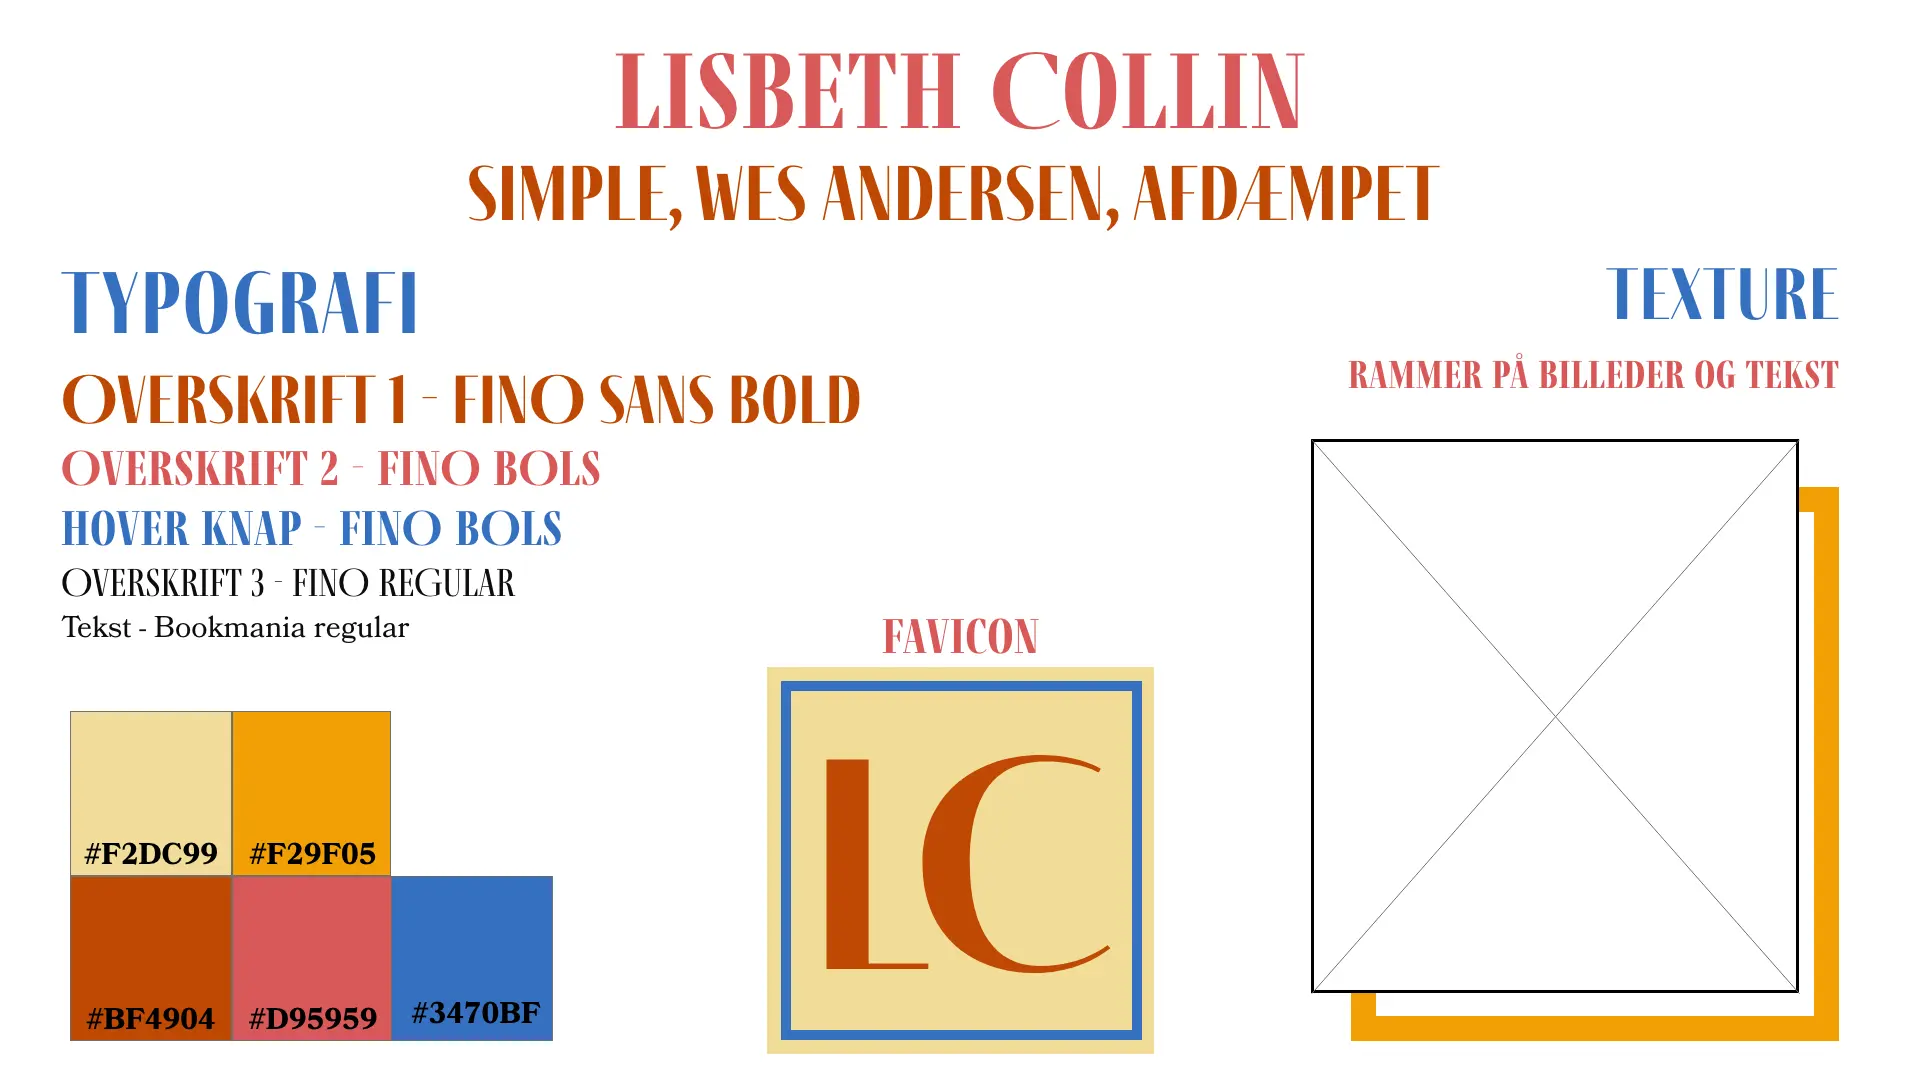 LISBETH COLLIN
SIMPLE, WES ANDERSEN, AFDÆMPET
TYPOGRAFI
OVERSKRIFT 1 - FINO SANS BOLD
OVERSKRIFT 2 - FINO BOLS
HOVER KNAP - FINO BOLS
OVERSKRIFT 3 - FINO REGULAR
Tekst - Bookmania regular
#F2DC99
#F29F05
#BF4904
#D95959
#3470BF
FAVICON
LC
TEXTURE
RAMMER PÅ BILLEDER OG TEKST